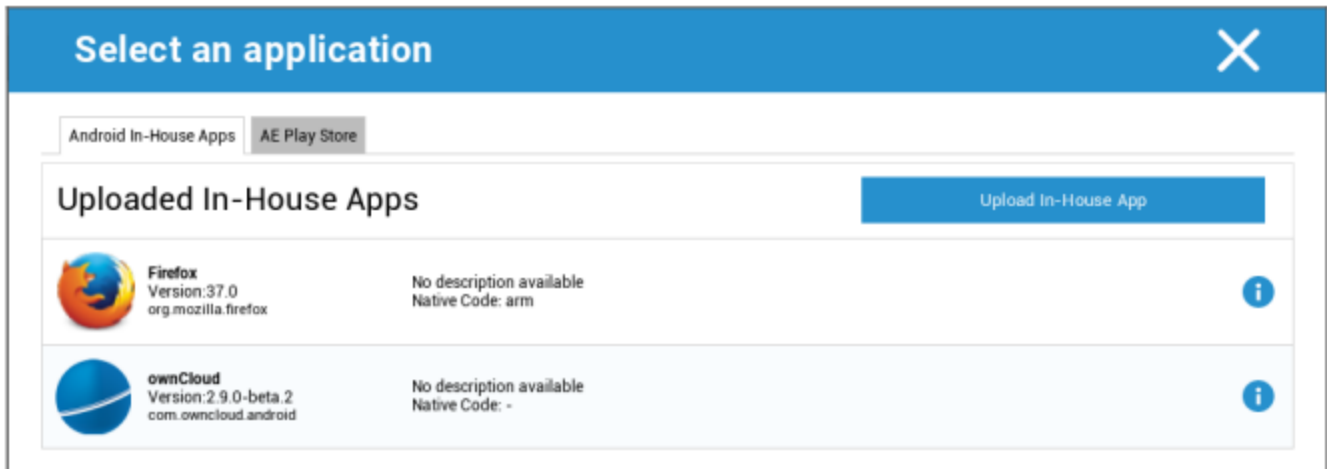 Select an application
Android In-House Apps
AE Play Store
Uploaded In-House Apps
Upload In-House App
Firefox
Version:37.0
org.mozilla.firefox
No description available
Native Code: arm
ownCloud
Version:2.9.0-beta.2
com.owncloud.android
No description available
Native Code: -